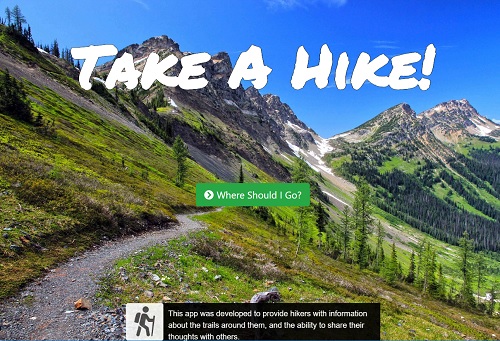 Take A Hike!
Where Should I Go?
This app was developed to provide hikers with information
about the trails around them, and the ability to share their
thoughts with others.